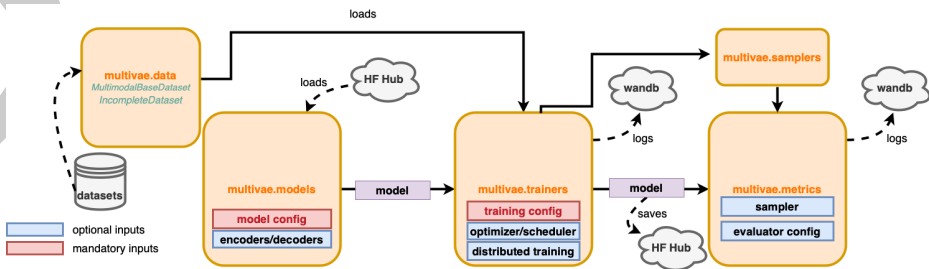 loads
multivae.data
MultimodalBaseDataset
IncompleteDataset
multivae.samplers
loads
HF Hub
wandb
wandb
logs
logs
datasets
multivae.models
model
multivae.trainers
model
multivae.metrics
model config
training config
saves
sampler
optional inputs
encoders/decoders
optimizer/scheduler
evaluator config
mandatory inputs
distributed training
HF Hub